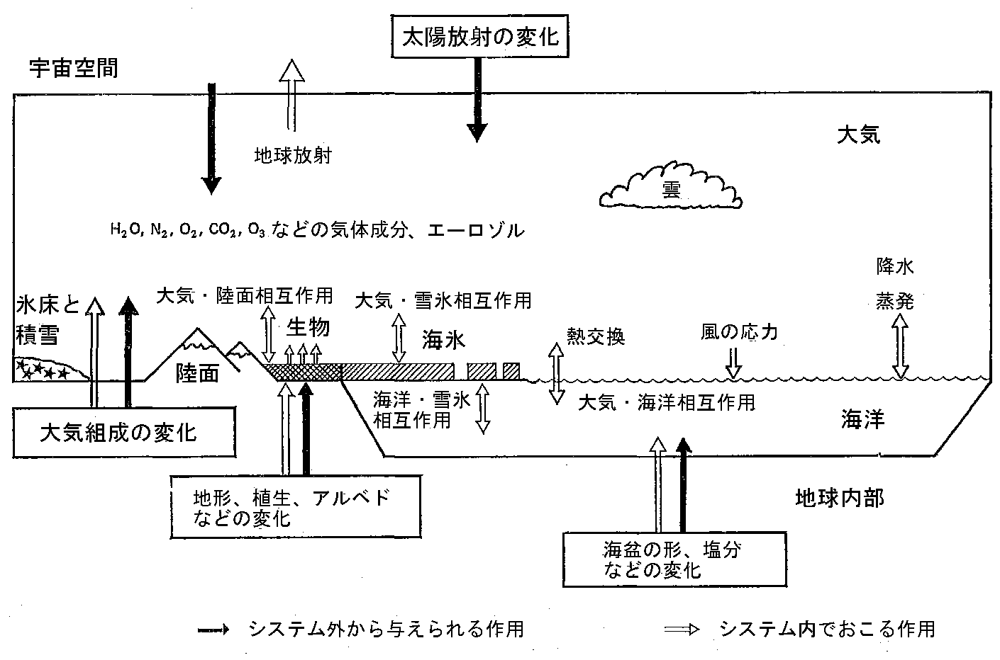 太陽放射の変化
宇宙空間
大気
地球放射
雲
H₂O, N₂, O₂, CO₂, O₃ などの気体成分、エーロゾル
降水
蒸発
氷床と
積雪
大気・陸面相互作用
大気・雪氷相互作用
生物
海氷
熱交換
風の応力
陸面
海洋・雪氷
相互作用
大気・海洋相互作用
海洋
大気組成の変化
地形、植生、アルベド
などの変化
地球内部
海盆の形、塩分
などの変化
システム外から与えられる作用
システム内でおこる作用